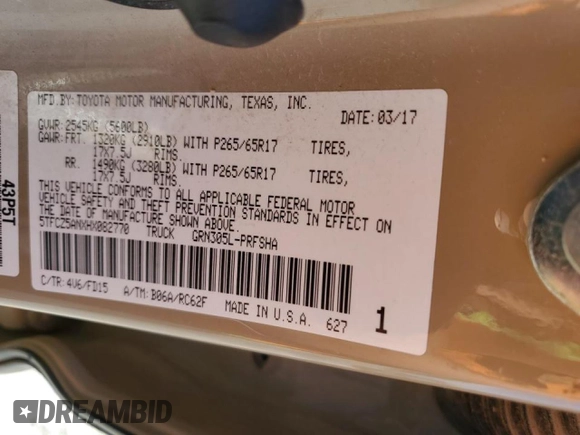 MFD.BY:TOYOTA MOTOR MANUFACTURING, TEXAS, INC.
DATE:03/17
GVWR:2545KG (5600LB)
GAWR:FRT. 1320KG (2910LB) WITH P265/65R17 TIRES,
17X7.5J RIMS.
RR. 1490KG (3280LB) WITH P265/65R17 TIRES,
17X7.5J RIMS.
THIS VEHICLE CONFORMS TO ALL APPLICABLE FEDERAL MOTOR
VEHICLE SAFETY AND THEFT PREVENTION STANDARDS IN EFFECT ON
THE DATE OF MANUFACTURE SHOWN ABOVE.
5TFCZ5ANXHX082770 TRUCK GRN305L-PRFSHA
C/TR:4V6/FD15 A/TM:B06A/RC62F
MADE IN U.S.A. 627 1
43P5T
DREAMBID